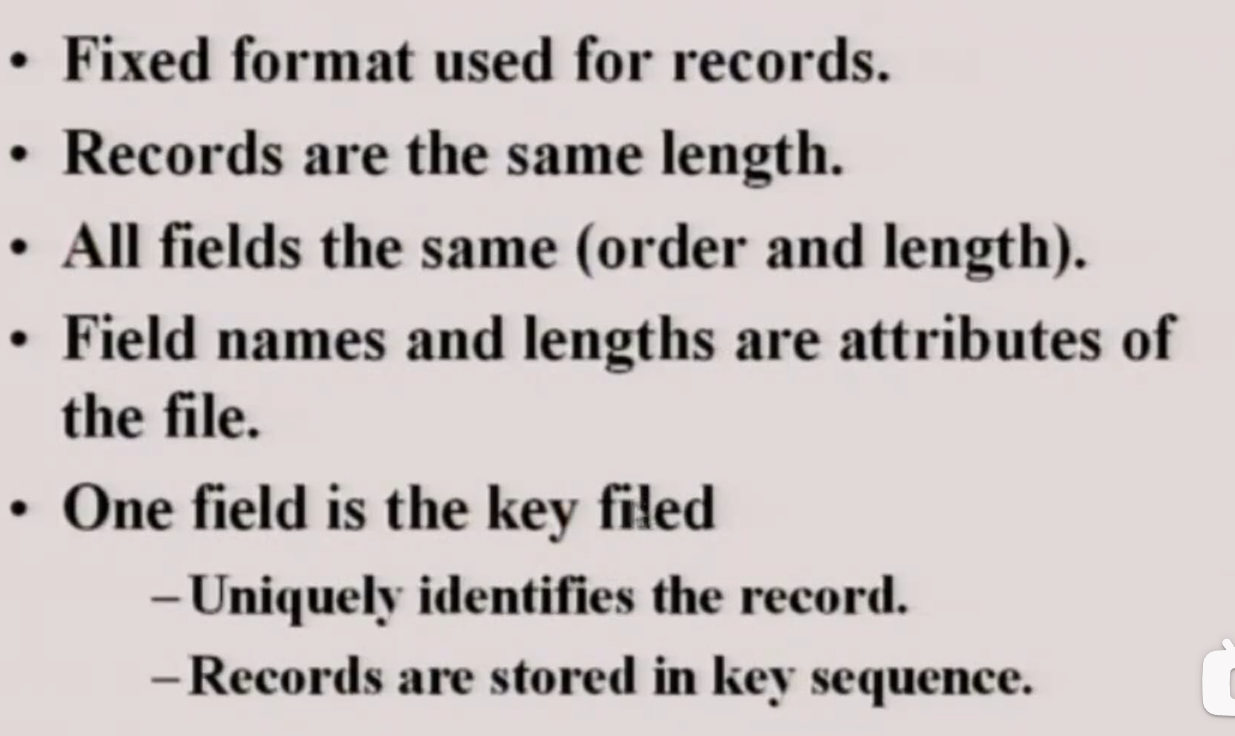 • Fixed format used for records.
• Records are the same length.
• All fields the same (order and length).
• Field names and lengths are attributes of
the file.
• One field is the key filed
– Uniquely identifies the record.
– Records are stored in key sequence.